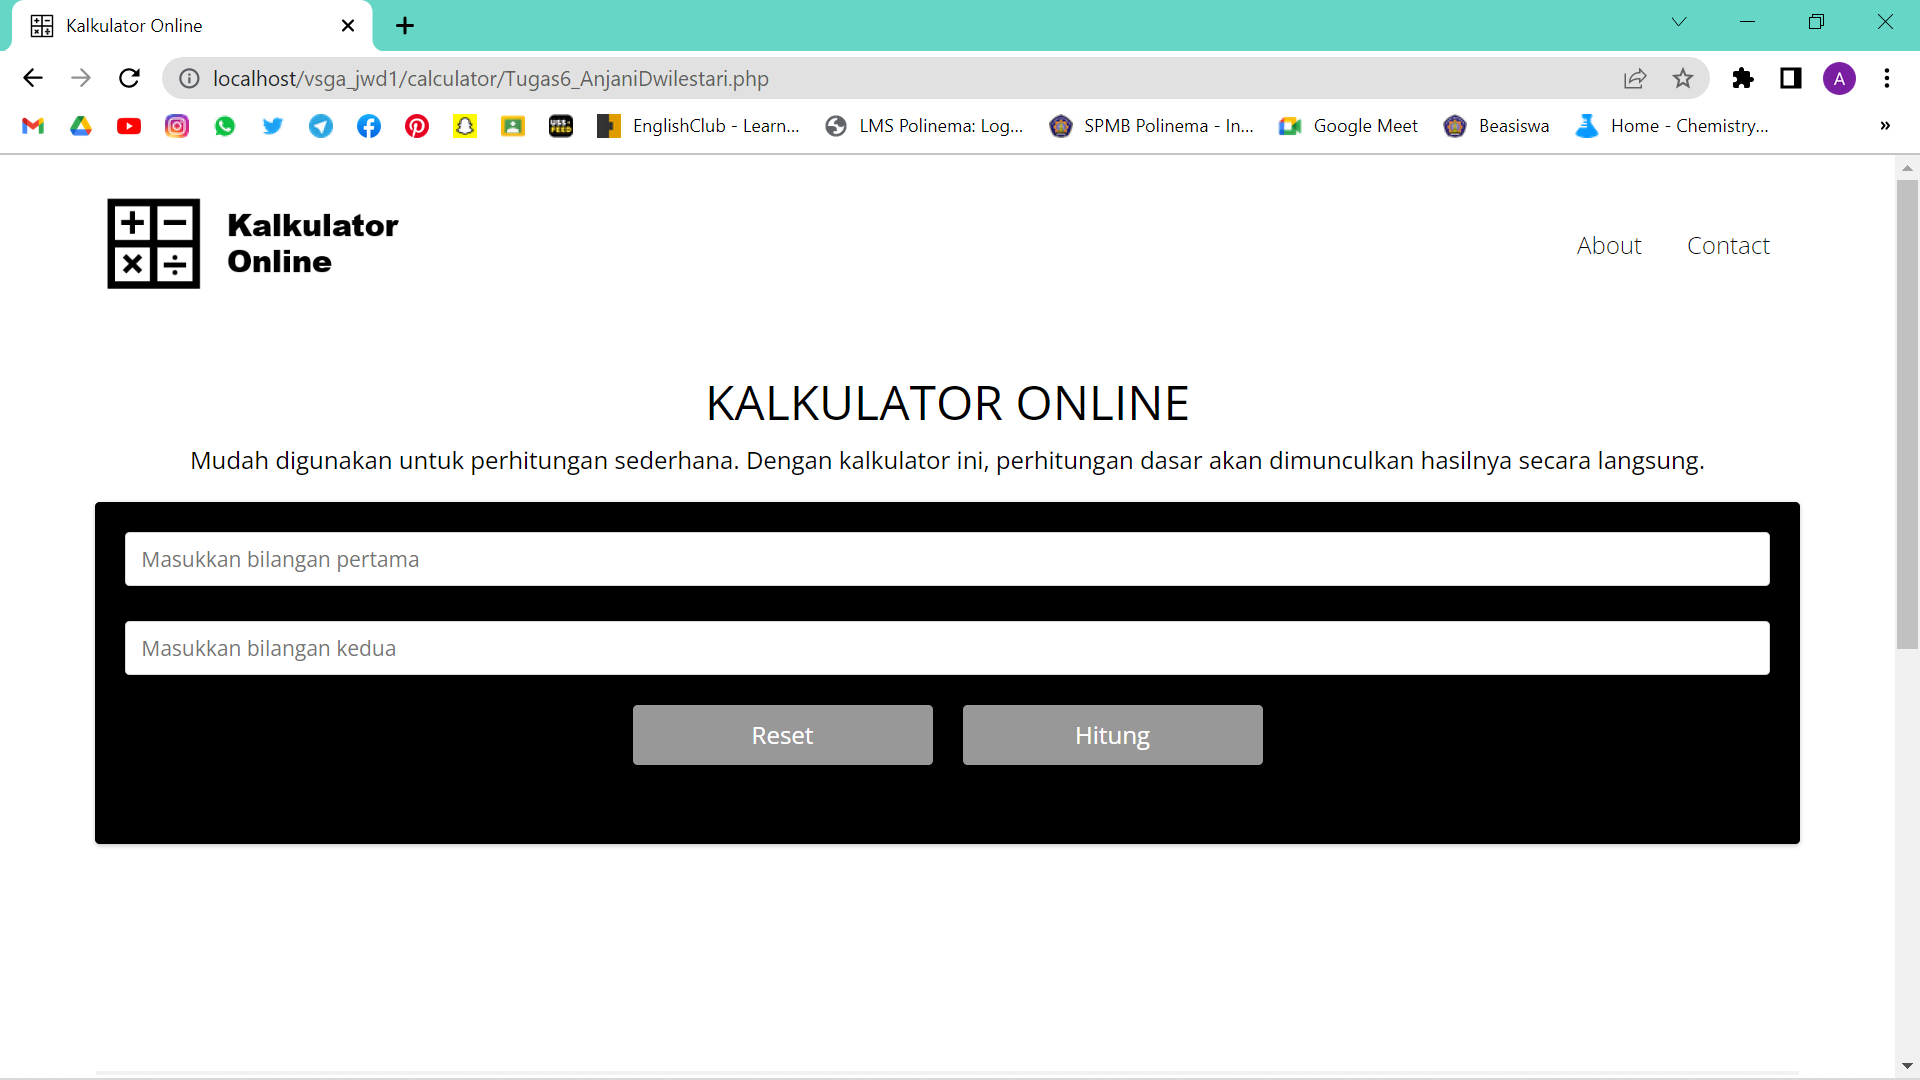 Kalkulator Online
localhost/vsga_jwd1/calculator/Tugas6_AnjaniDwilestari.php
A
USS FEED
EnglishClub - Learn...
LMS Polinema: Log...
SPMB Polinema - In...
Google Meet
Beasiswa
Home - Chemistry...
»
Kalkulator
Online
About
Contact
KALKULATOR ONLINE
Mudah digunakan untuk perhitungan sederhana. Dengan kalkulator ini, perhitungan dasar akan dimunculkan hasilnya secara langsung.
Masukkan bilangan pertama
Masukkan bilangan kedua
Reset
Hitung